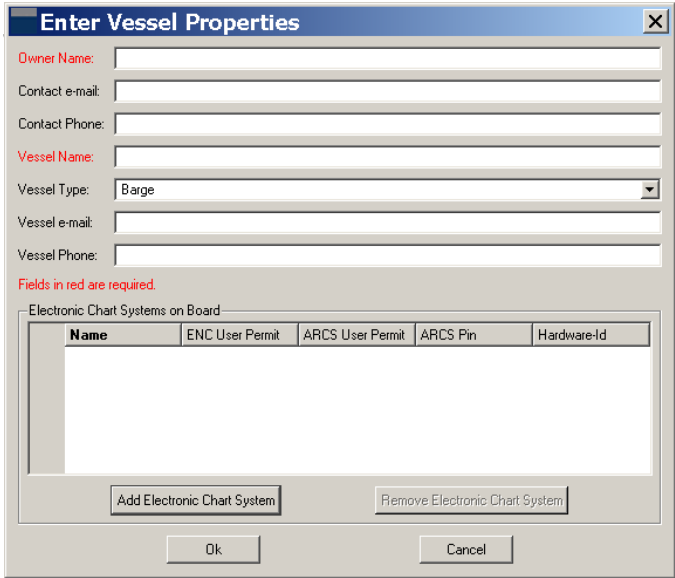 Enter Vessel Properties
Owner Name:
Contact e-mail:
Contact Phone:
Vessel Name:
Vessel Type: Barge
Vessel e-mail:
Vessel Phone:
Fields in red are required.
Electronic Chart Systems on Board
Name ENC User Permit ARCS User Permit ARCS Pin Hardware-Id
Add Electronic Chart System Remove Electronic Chart System
Ok Cancel